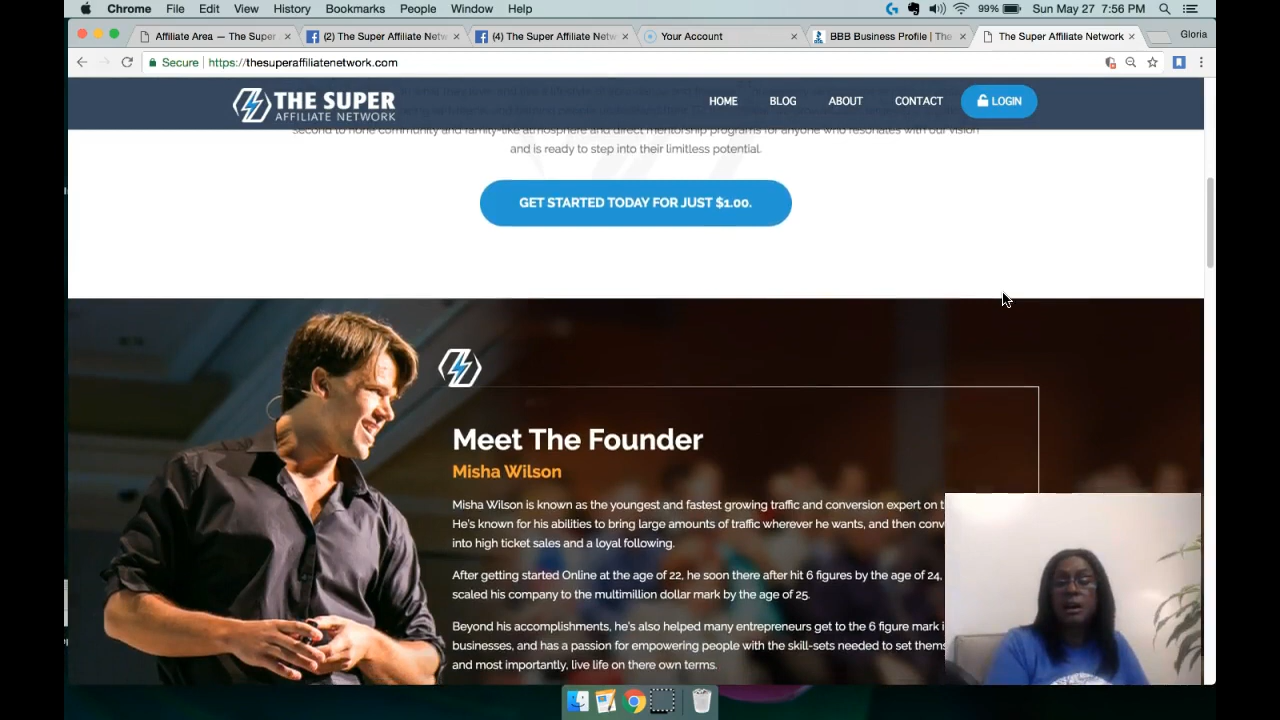 Chrome File Edit View History Bookmarks People Window Help 99% Sun May 27 7:56 PM
Affiliate Area — The Super (2) The Super Affiliate Netw (4) The Super Affiliate Netw Your Account BBB Business Profile | The The Super Affiliate Network Gloria
Secure https://thesuperaffiliatenetwork.com
THE SUPER
AFFILIATE NETWORK
HOME BLOG ABOUT CONTACT LOGIN
second to none community and family-like atmosphere and direct mentorship programs for anyone who resonates with our vision
and is ready to step into their limitless potential.
GET STARTED TODAY FOR JUST $1.00.
Meet The Founder
Misha Wilson
Misha Wilson is known as the youngest and fastest growing traffic and conversion expert on
He's known for his abilities to bring large amounts of traffic wherever he wants, and then
into high ticket sales and a loyal following.
After getting started Online at the age of 22, he soon there after hit 6 figures by the age of 24,
scaled his company to the multimillion dollar mark by the age of 25.
Beyond his accomplishments, he's also helped many entrepreneurs get to the 6 figure mark
businesses, and has a passion for empowering people with the skill-sets needed to set
and most importantly, live life on there own terms.